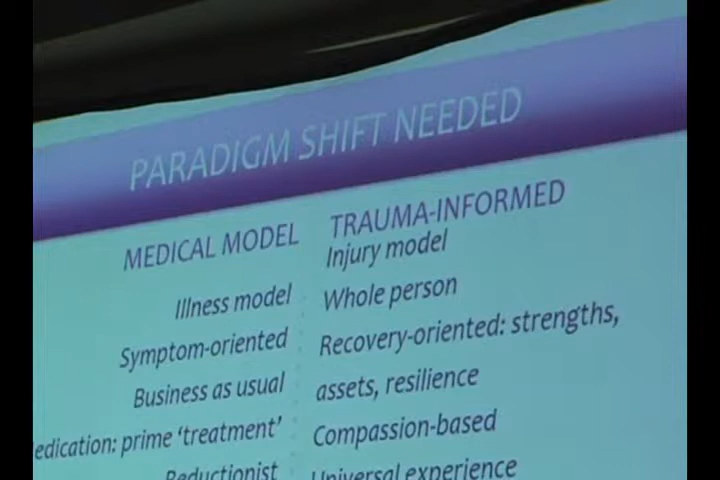 PARADIGM SHIFT NEEDED
MEDICAL MODEL
Illness model
Symptom-oriented
Business as usual
edication: prime ‘treatment’
Reductionist
TRAUMA-INFORMED
Injury model
Whole person
Recovery-oriented: strengths,
assets, resilience
Compassion-based
Universal experience